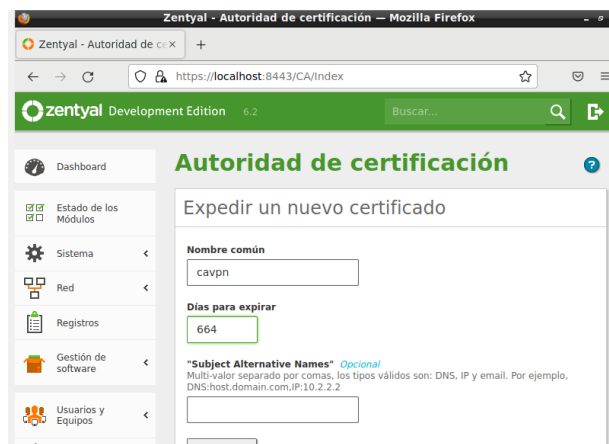 Zentyal - Autoridad de certificación — Mozilla Firefox
Zentyal - Autoridad de ce
https://localhost:8443/CA/Index
zentyal Development Edition 6.2
Buscar...
Autoridad de certificación
Dashboard
Estado de los
Módulos
Sistema
Red
Registros
Gestión de
software
Usuarios y
Equipos
Expedir un nuevo certificado
Nombre común
cavpn
Días para expirar
664
"Subject Alternative Names" Opcional
Multi-valor separado por comas, los tipos válidos son: DNS, IP y email. Por ejemplo,
DNS:host.domain.com,IP:10.2.2.2